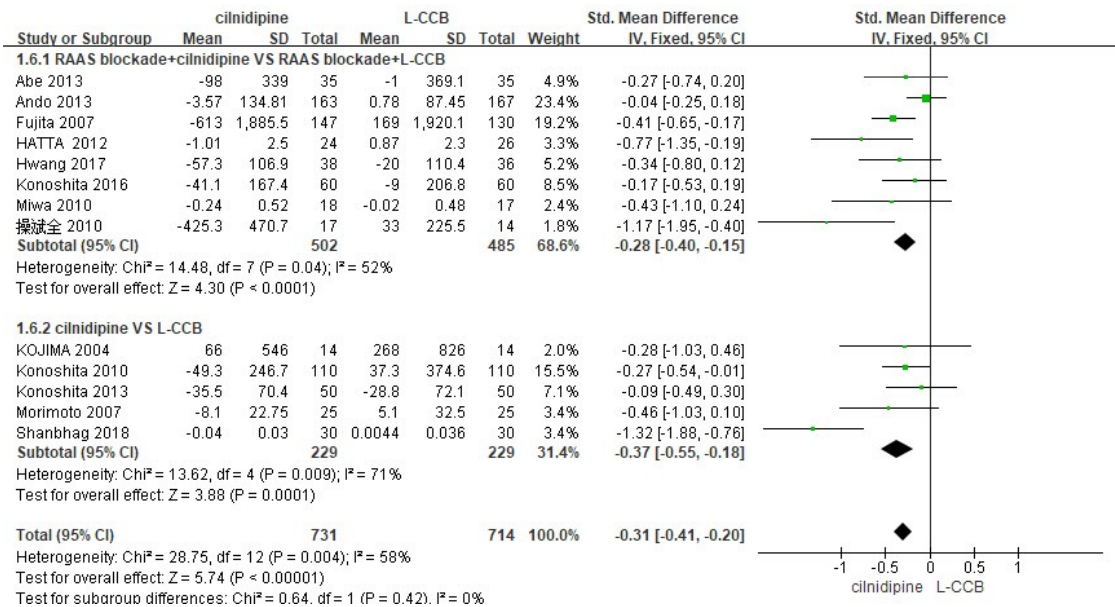 cilnidipine L-CCB Std. Mean Difference Std. Mean Difference
Study or Subgroup Mean SD Total Mean SD Total Weight IV, Fixed, 95% CI IV, Fixed, 95% CI
1.6.1 RAAS blockade+cilnidipine VS RAAS blockade+L-CCB
Abe 2013 -98 339 35 -1 369.1 35 4.9% -0.27 [-0.74, 0.20]
Ando 2013 -3.57 134.81 163 0.78 87.45 167 23.4% -0.04 [-0.25, 0.18]
Fujita 2007 -613 1,885.5 147 169 1,920.1 130 19.2% -0.41 [-0.65, -0.17]
HATTA 2012 -1.01 2.5 24 0.87 2.3 26 3.3% -0.77 [-1.35, -0.19]
Hwang 2017 -57.3 106.9 38 -20 110.4 36 5.2% -0.34 [-0.80, 0.12]
Konoshita 2016 -41.1 167.4 60 -9 206.8 60 8.5% -0.17 [-0.53, 0.19]
Miwa 2010 -0.24 0.52 18 -0.02 0.48 17 2.4% -0.43 [-1.10, 0.24]
操斌全 2010 -425.3 470.7 17 33 225.5 14 1.8% -1.17 [-1.95, -0.40]
Subtotal (95% CI) 502 485 68.6% -0.28 [-0.40, -0.15]
Heterogeneity: Chi² = 14.48, df = 7 (P = 0.04); I² = 52%
Test for overall effect: Z = 4.30 (P < 0.0001)
1.6.2 cilnidipine VS L-CCB
KOJIMA 2004 66 546 14 268 826 14 2.0% -0.28 [-1.03, 0.46]
Konoshita 2010 -49.3 246.7 110 37.3 374.6 110 15.5% -0.27 [-0.54, -0.01]
Konoshita 2013 -35.5 70.4 50 -28.8 72.1 50 7.1% -0.09 [-0.49, 0.30]
Morimoto 2007 -8.1 22.75 25 5.1 32.5 25 3.4% -0.46 [-1.03, 0.10]
Shanbhag 2018 -0.04 0.03 30 0.0044 0.036 30 3.4% -1.32 [-1.88, -0.76]
Subtotal (95% CI) 229 229 31.4% -0.37 [-0.55, -0.18]
Heterogeneity: Chi² = 13.62, df = 4 (P = 0.009); I² = 71%
Test for overall effect: Z = 3.88 (P = 0.0001)
Total (95% CI) 731 714 100.0% -0.31 [-0.41, -0.20]
Heterogeneity: Chi² = 28.75, df = 12 (P = 0.004); I² = 58%
Test for overall effect: Z = 5.74 (P < 0.00001)
Test for subgroup differences: Chi² = 0.64, df = 1 (P = 0.42), I² = 0%
-1 -0.5 0 0.5 1
cilnidipine L-CCB